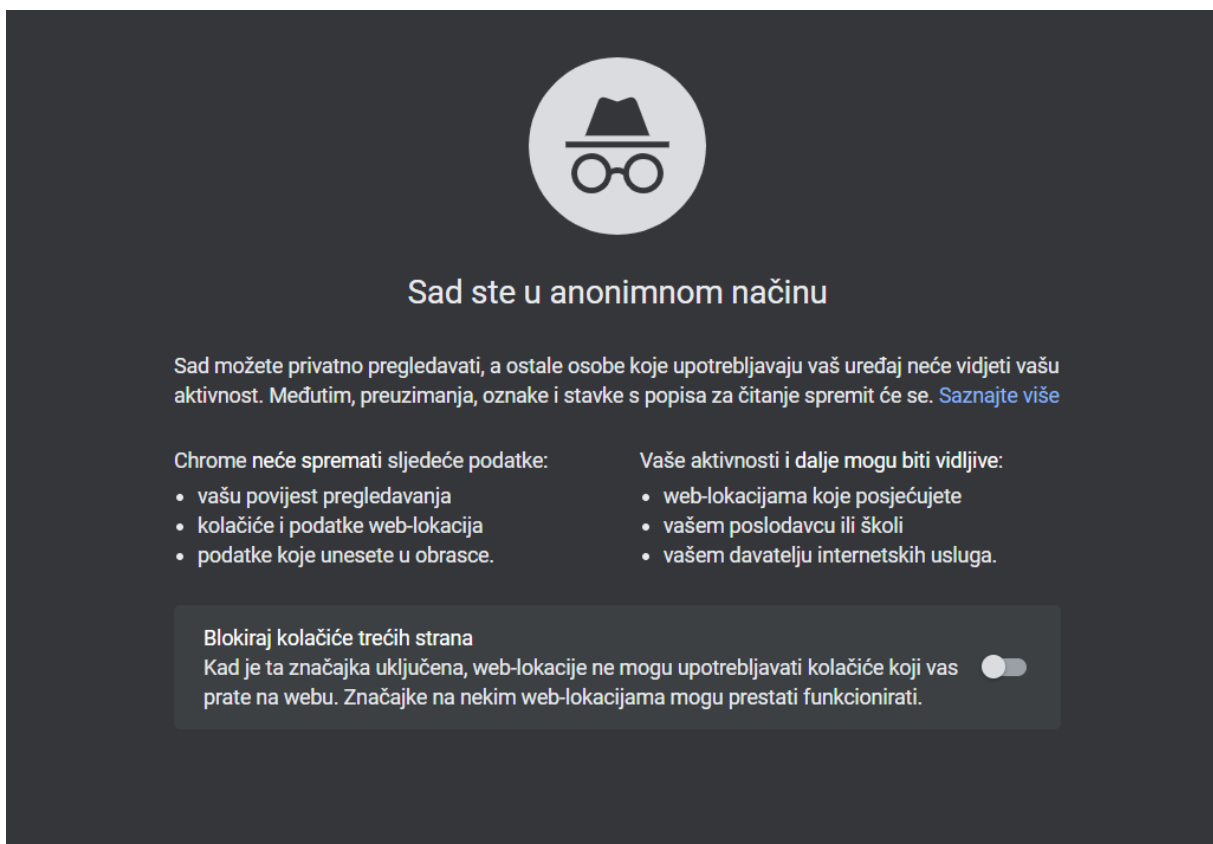 Sad ste u anonimnom načinu
Sad možete privatno pregledavati, a ostale osobe koje upotrebljavaju vaš uređaj neće vidjeti vašu
aktivnost. Međutim, preuzimanja, oznake i stavke s popisa za čitanje spremit će se. Saznajte više
Chrome neće spremati sljedeće podatke:
• vašu povijest pregledavanja
• kolačiće i podatke web-lokacija
• podatke koje unesete u obrasce.
Vaše aktivnosti i dalje mogu biti vidljive:
• web-lokacijama koje posjećujete
• vašem poslodavcu ili školi
• vašem davatelju internetskih usluga.
Blokiraj kolačiće trećih strana
Kad je ta značajka uključena, web-lokacije ne mogu upotrebljavati kolačiće koji vas
prate na webu. Značajke na nekim web-lokacijama mogu prestati funkcionirati.